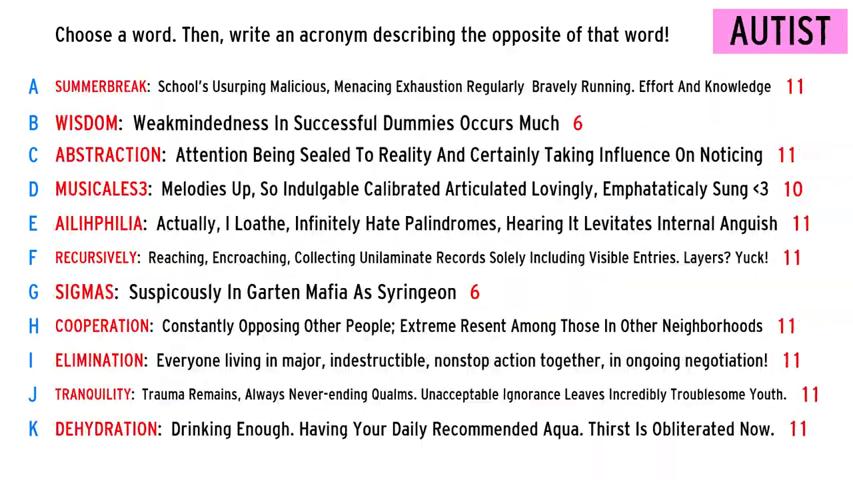 Choose a word. Then, write an acronym describing the opposite of that word!
AUTIST
A SUMMERBREAK: School's Usurping Malicious, Menacing Exhaustion Regularly Bravely Running. Effort And Knowledge 11
B WISDOM: Weakmindedness In Successful Dummies Occurs Much 6
C ABSTRACTION: Attention Being Sealed To Reality And Certainly Taking Influence On Noticing 11
D MUSICALES3: Melodies Up, So Indulgable Calibrated Articulated Lovingly, Emphataticaly Sung <3 10
E AILIHPHILIA: Actually, I Loathe, Infinitely Hate Palindromes, Hearing It Levitates Internal Anguish 11
F RECURSIVELY: Reaching, Encroaching, Collecting Unilaminate Records Solely Including Visible Entries. Layers? Yuck! 11
G SIGMAS: Suspicously In Garten Mafia As Syringeon 6
H COOPERATION: Constantly Opposing Other People; Extreme Resent Among Those In Other Neighborhoods 11
I ELIMINATION: Everyone living in major, indestructible, nonstop action together, in ongoing negotiation! 11
J TRANQUILITY: Trauma Remains, Always Never-ending Qualms. Unacceptable Ignorance Leaves Incredibly Troublesome Youth. 11
K DEHYDRATION: Drinking Enough. Having Your Daily Recommended Aqua. Thirst Is Obliterated Now. 11